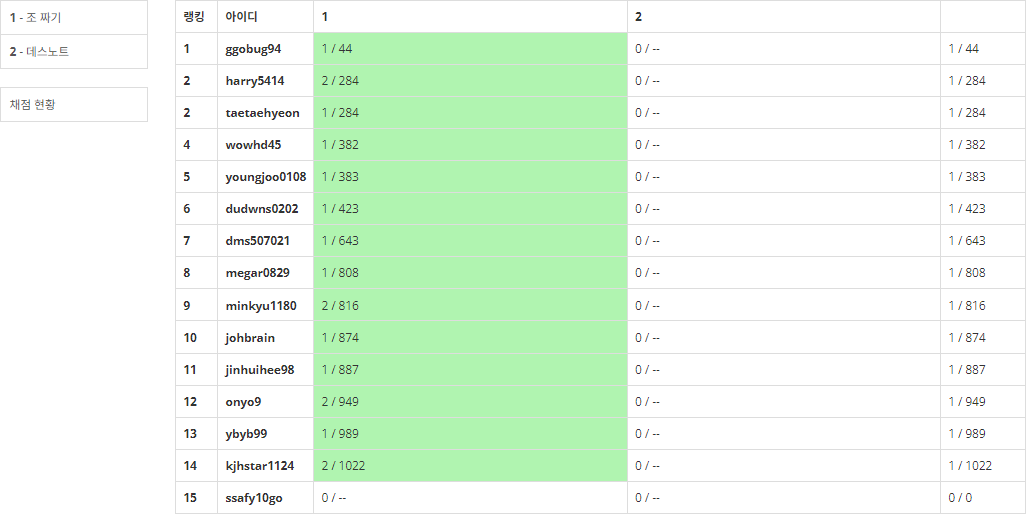 1 - 조 짜기
2 - 데스노트
채점 현황
랭킹 아이디 1 2
1 ggobug94 1 / 44 0 / -- 1 / 44
2 harry5414 2 / 284 0 / -- 1 / 284
2 taetaehyeon 1 / 284 0 / -- 1 / 284
4 wowhd45 1 / 382 0 / -- 1 / 382
5 youngjoo0108 1 / 383 0 / -- 1 / 383
6 dudwns0202 1 / 423 0 / -- 1 / 423
7 dms507021 1 / 643 0 / -- 1 / 643
8 megar0829 1 / 808 0 / -- 1 / 808
9 minkyu1180 2 / 816 0 / -- 1 / 816
10 johbrain 1 / 874 0 / -- 1 / 874
11 jinhuihee98 1 / 887 0 / -- 1 / 887
12 onyo9 2 / 949 0 / -- 1 / 949
13 ybyb99 1 / 989 0 / -- 1 / 989
14 kjhstar1124 2 / 1022 0 / -- 1 / 1022
15 ssafy10go 0 / -- 0 / -- 0 / 0